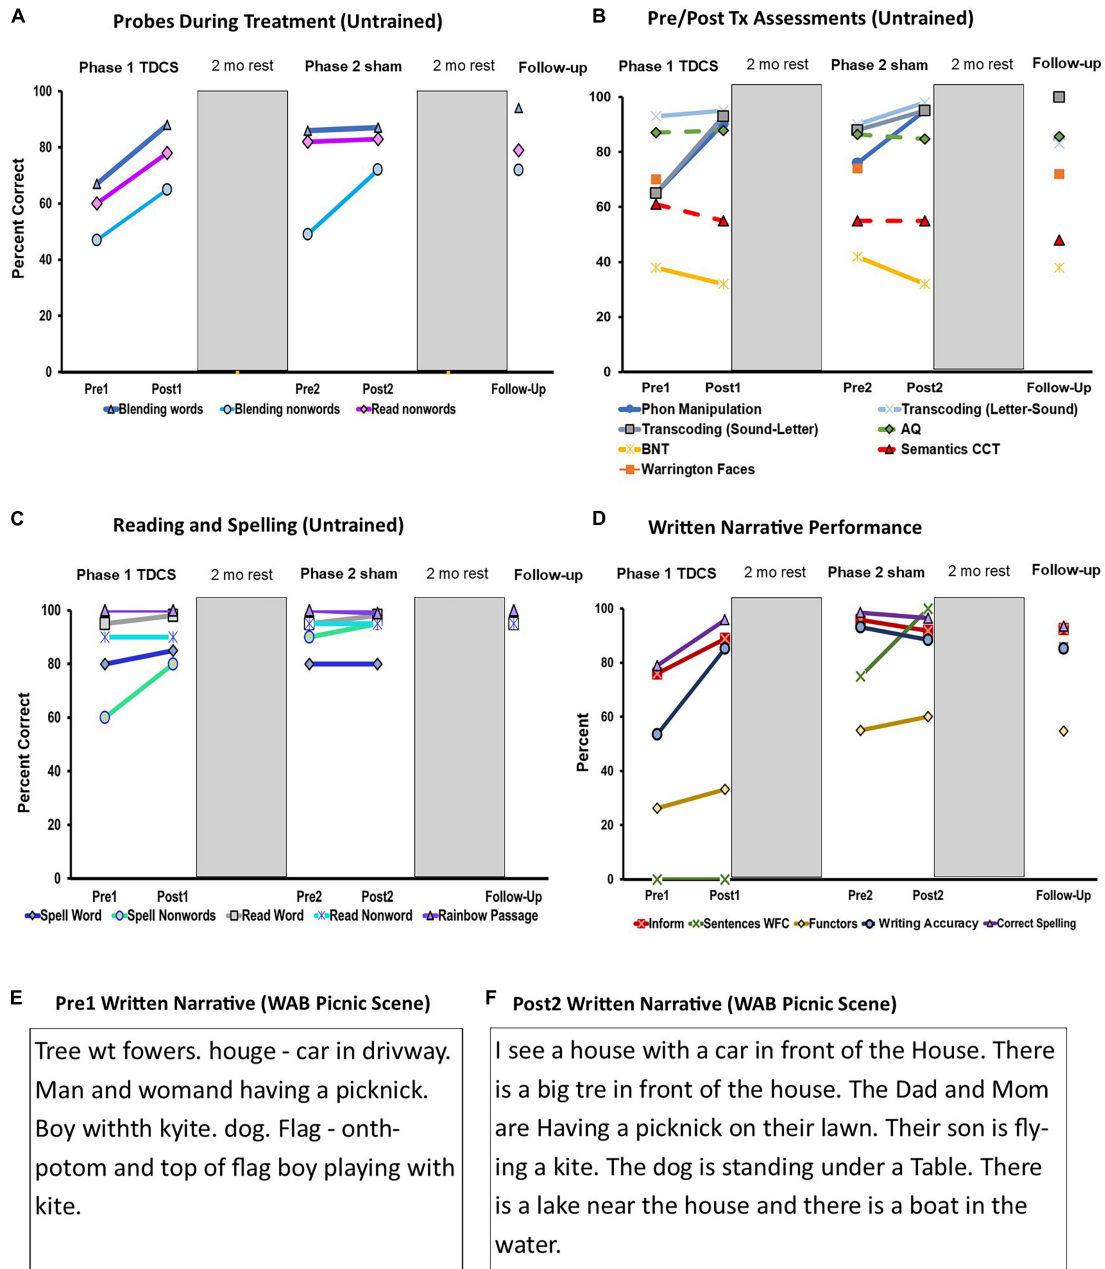 A
Probes During Treatment (Untrained)
Phase 1 TDCS
2 mo rest
Phase 2 sham
2 mo rest
Follow-up
Percent Correct
100
80
60
40
20
0
Pre1
Post1
Pre2
Post2
Follow-Up
Blending words
Blending nonwords
Read nonwords
B
Pre/Post Tx Assessments (Untrained)
Phase 1 TDCS
2 mo rest
Phase 2 sham
2 mo rest
Follow-up
100
80
60
40
20
0
Pre1
Post1
Pre2
Post2
Follow-Up
Phon Manipulation
Transcoding (Letter-Sound)
Transcoding (Sound-Letter)
AQ
BNT
Semantics CCT
Warrington Faces
C
Reading and Spelling (Untrained)
Phase 1 TDCS
2 mo rest
Phase 2 sham
2 mo rest
Follow-up
Percent Correct
100
80
60
40
20
0
Pre1
Post1
Pre2
Post2
Follow-Up
Spell Word
Spell Nonwords
Read Word
Read Nonword
Rainbow Passage
D
Written Narrative Performance
Phase 1 TDCS
2 mo rest
Phase 2 sham
2 mo rest
Follow-up
Percent
100
80
60
40
20
0
Pre1
Post1
Pre2
Post2
Follow-Up
Inform
Sentences WFC
Functors
Writing Accuracy
Correct Spelling
E
Pre1 Written Narrative (WAB Picnic Scene)
Tree wt fowers. houge - car in drivway.
Man and womand having a picknick.
Boy withth kyite. dog. Flag - onth-
potom and top of flag boy playing with
kite.
F
Post2 Written Narrative (WAB Picnic Scene)
I see a house with a car in front of the House. There
is a big tre in front of the house. The Dad and Mom
are Having a picknick on their lawn. Their son is fly-
ing a kite. The dog is standing under a Table. There
is a lake near the house and there is a boat in the
water.